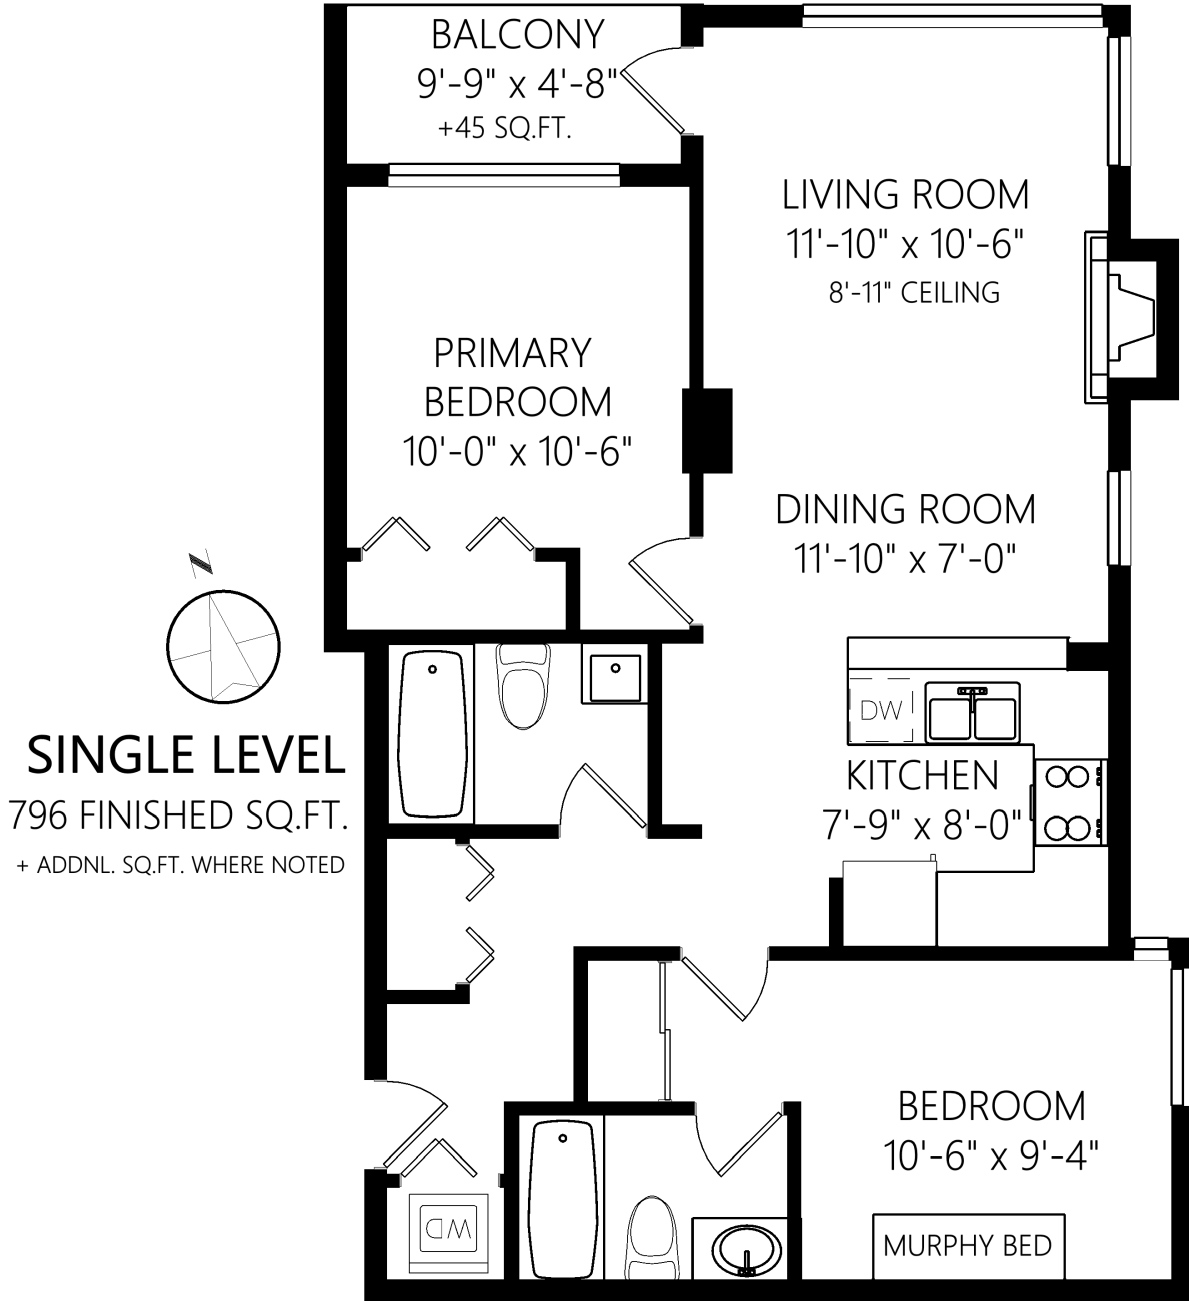 BALCONY
9'-9" x 4'-8"
+45 SQ.FT.
LIVING ROOM
11'-10" x 10'-6"
8'-11" CEILING
PRIMARY
BEDROOM
10'-0" x 10'-6"
DINING ROOM
11'-10" x 7'-0"
N
SINGLE LEVEL
796 FINISHED SQ.FT.
+ ADDNL. SQ.FT. WHERE NOTED
DW
KITCHEN
7'-9" x 8'-0"
BEDROOM
10'-6" x 9'-4"
MURPHY BED
WD